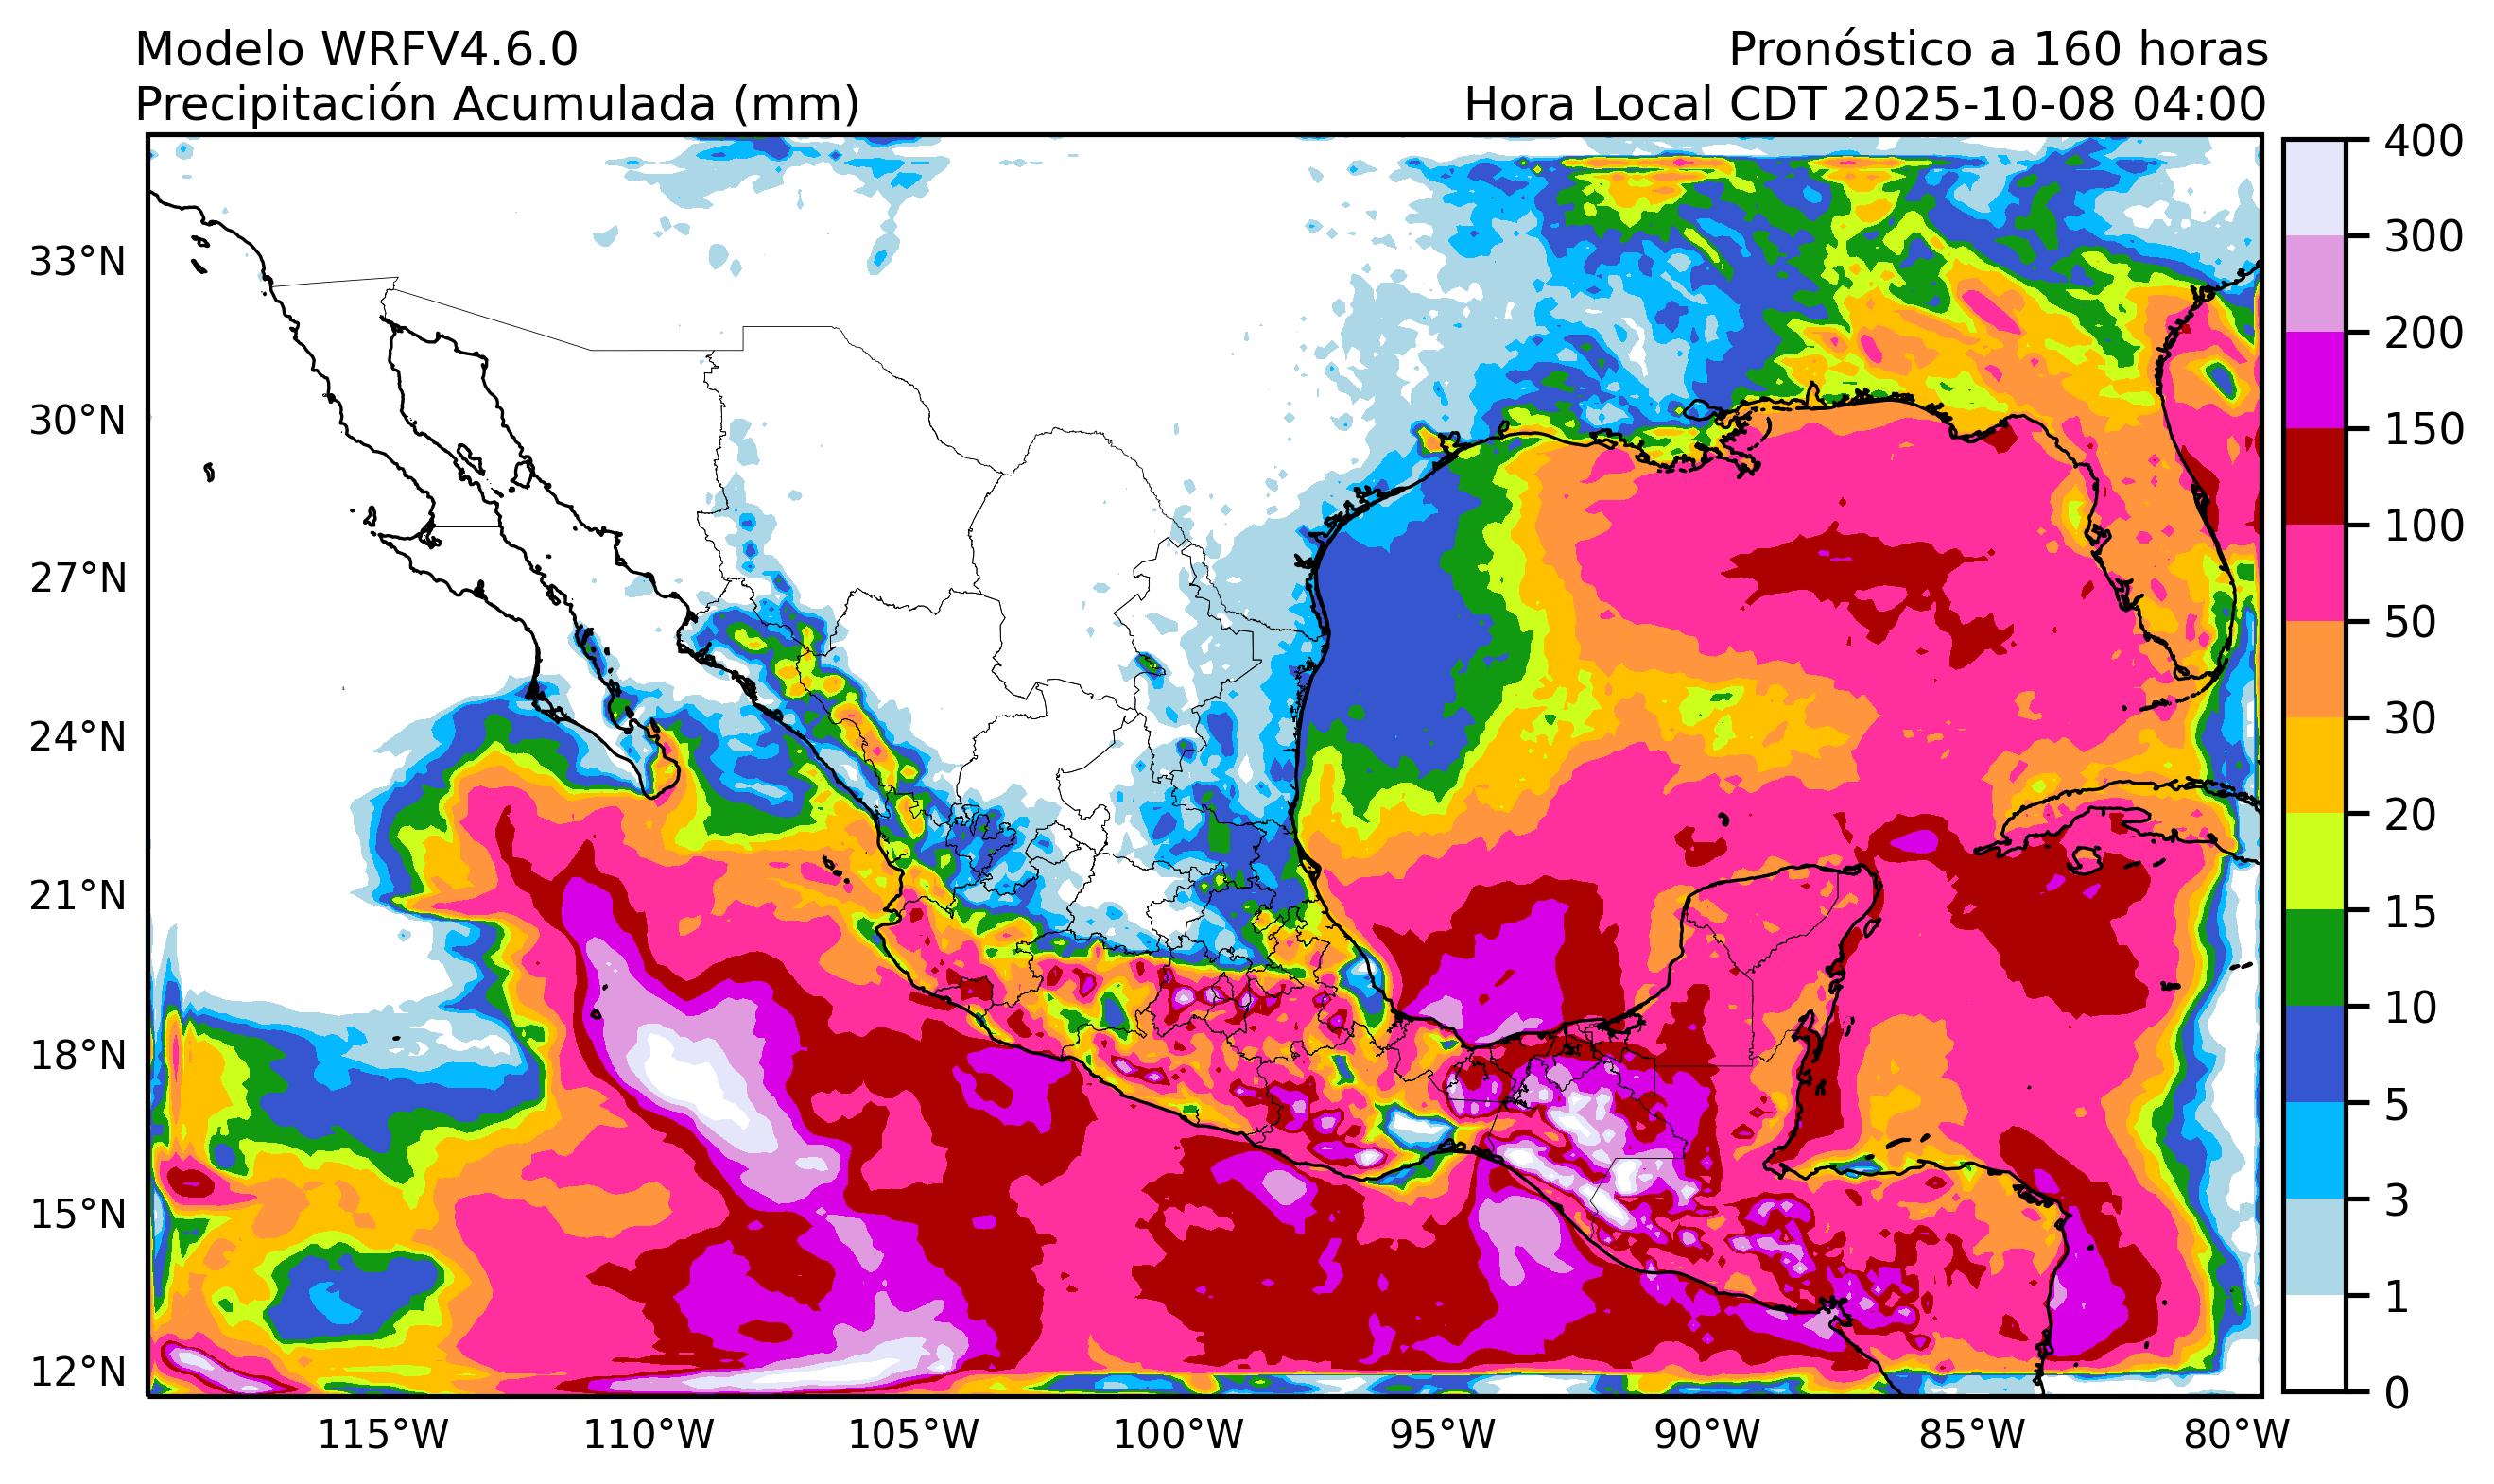 Modelo WRFV4.6.0
Pronóstico a 160 horas
Precipitación Acumulada (mm)
Hora Local CDT 2025-10-08 04:00
33°N
30°N
27°N
24°N
21°N
18°N
15°N
12°N
115°W
110°W
105°W
100°W
95°W
90°W
85°W
80°W
400
300
200
150
100
50
30
20
15
10
5
3
1
0